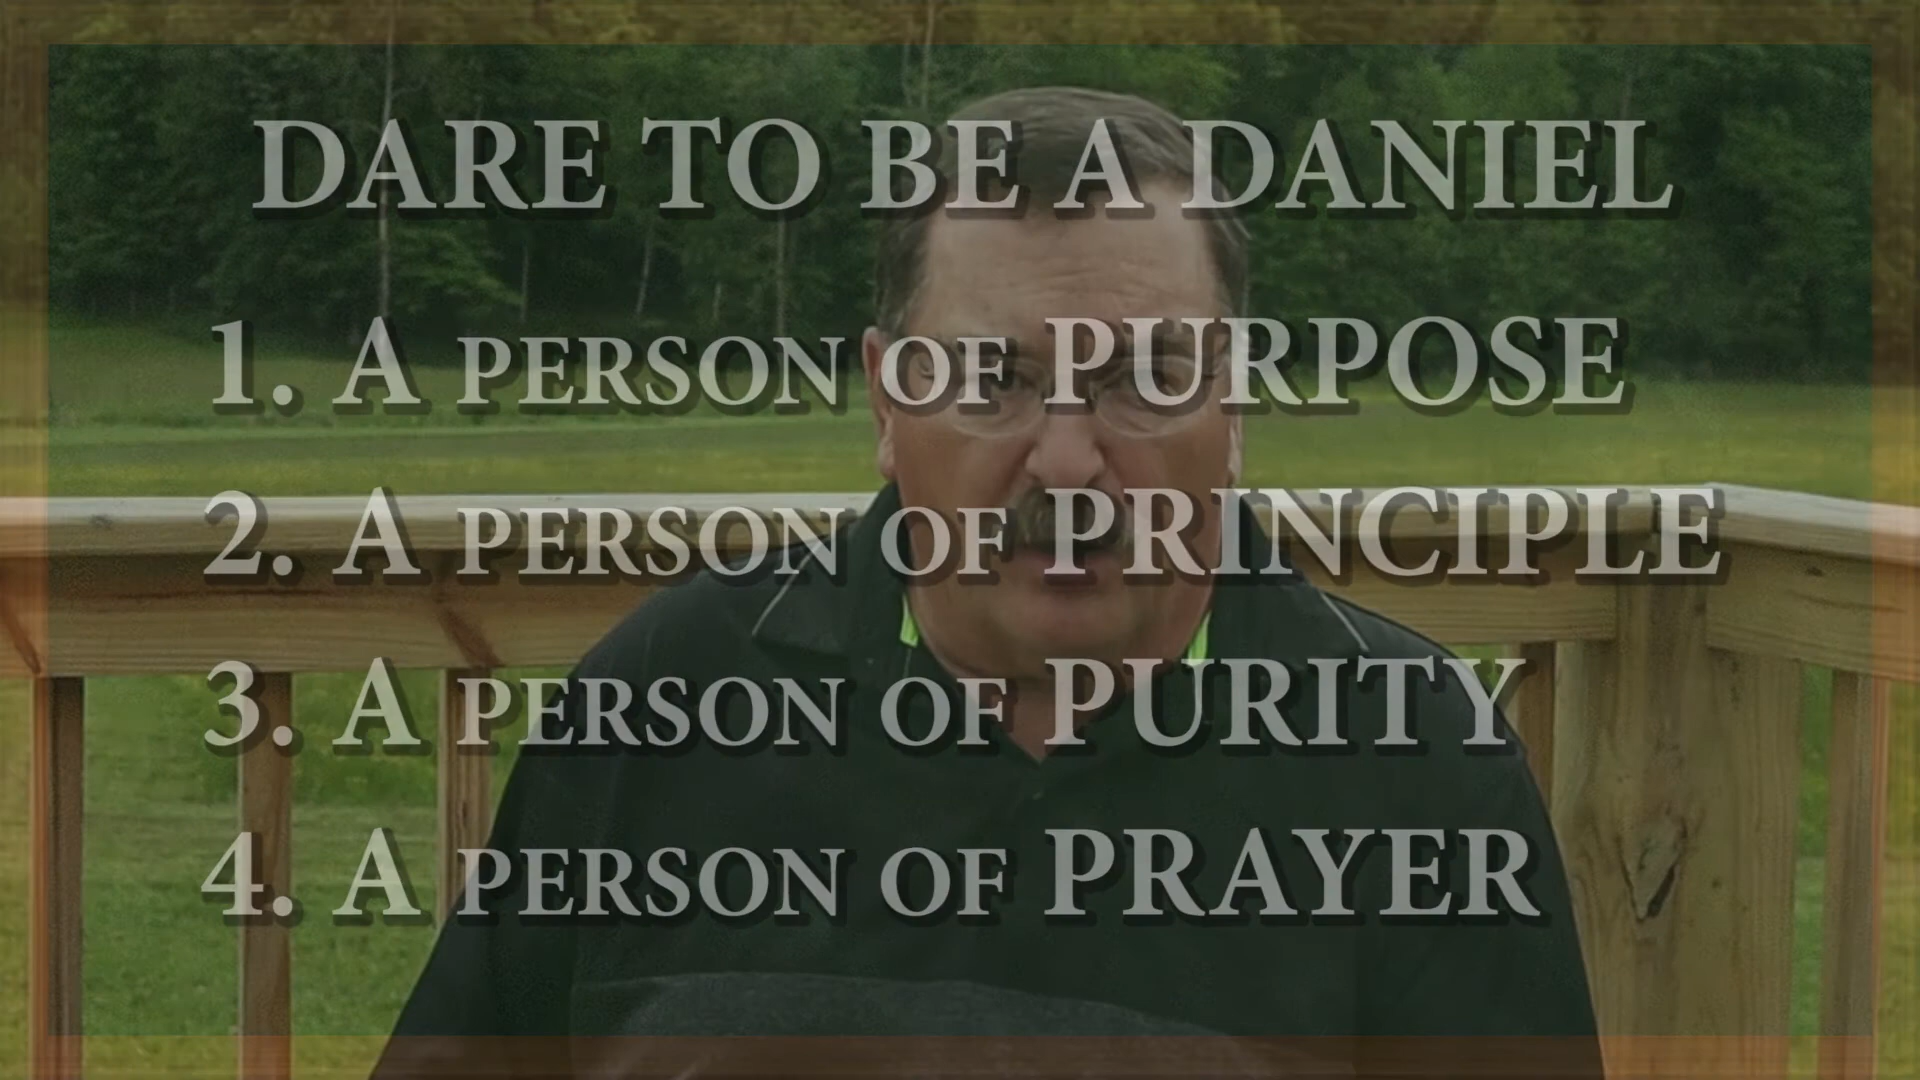 DARE TO BE A DANIEL
1. A PERSON OF PURPOSE
2. A PERSON OF PRINCIPLE
3. A PERSON OF PURITY
4. A PERSON OF PRAYER